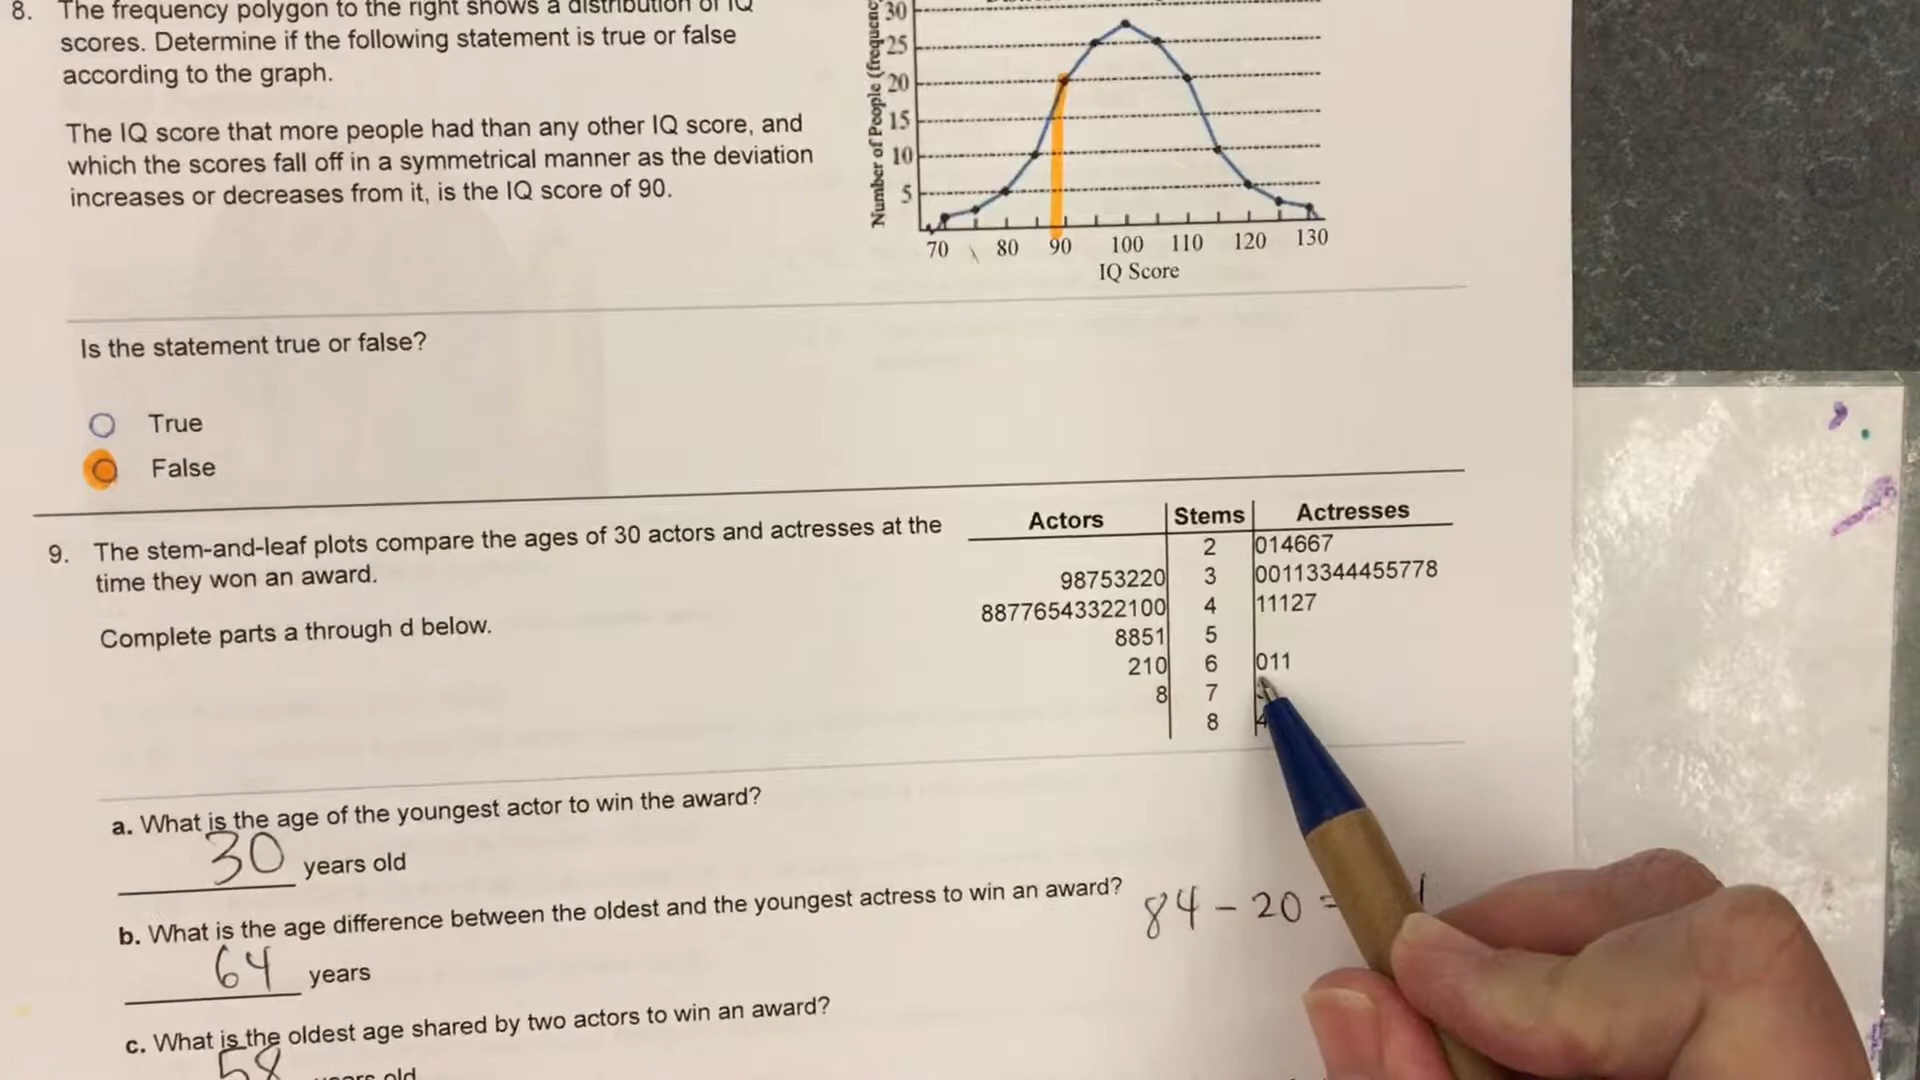 8. The frequency polygon to the right shows a distribution of IQ
scores. Determine if the following statement is true or false
according to the graph.
The IQ score that more people had than any other IQ score, and
which the scores fall off in a symmetrical manner as the deviation
increases or decreases from it, is the IQ score of 90.
Number of People (frequency
30
25
20
15
10
5
70 80 90 100 110 120 130
IQ Score
Is the statement true or false?
True
False
9. The stem-and-leaf plots compare the ages of 30 actors and actresses at the
time they won an award.
Complete parts a through d below.
Actors Stems Actresses
2 014667
98753220 3 00113344455778
88776543322100 4 11127
8851 5
210 6 011
8 7
8 4
a. What is the age of the youngest actor to win the award?
30 years old
b. What is the age difference between the oldest and the youngest actress to win an award?
84 - 20 =
64 years
c. What is the oldest age shared by two actors to win an award?
58 years old